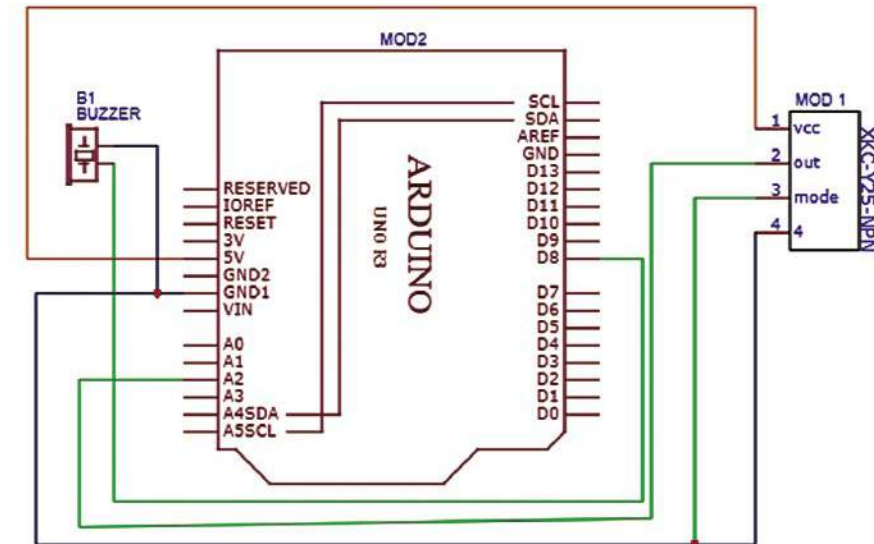 MOD2
B1
BUZZER
MOD 1
1 vcc
2 out
3 mode
4 4
XKC-Y25-NPN
ARDUINO
UNO R3
RESERVED
IOREF
RESET
3V
5V
GND2
GND1
VIN
A0
A1
A2
A3
A4SDA
A5SCL
SCL
SDA
AREF
GND
D13
D12
D11
D10
D9
D8
D7
D6
D5
D4
D3
D2
D1
D0